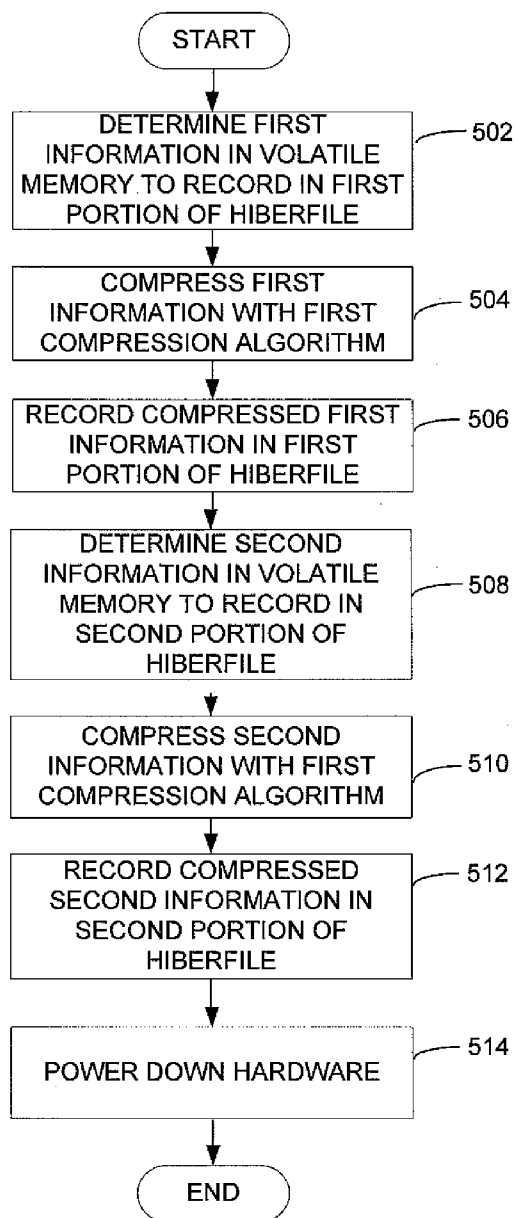 START
DETERMINE FIRST
INFORMATION IN VOLATILE
MEMORY TO RECORD IN FIRST
PORTION OF HIBERFILE
502
COMPRESS FIRST
INFORMATION WITH FIRST
COMPRESSION ALGORITHM
504
RECORD COMPRESSED FIRST
INFORMATION IN FIRST
PORTION OF HIBERFILE
506
DETERMINE SECOND
INFORMATION IN VOLATILE
MEMORY TO RECORD IN
SECOND PORTION OF
HIBERFILE
508
COMPRESS SECOND
INFORMATION WITH FIRST
COMPRESSION ALGORITHM
510
RECORD COMPRESSED
SECOND INFORMATION IN
SECOND PORTION OF
HIBERFILE
512
POWER DOWN HARDWARE
514
END